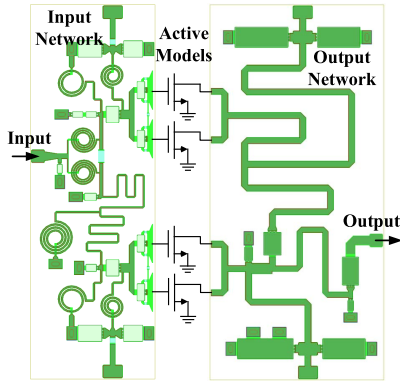 Input
Network
Active
Models
Output
Network
Input
Output